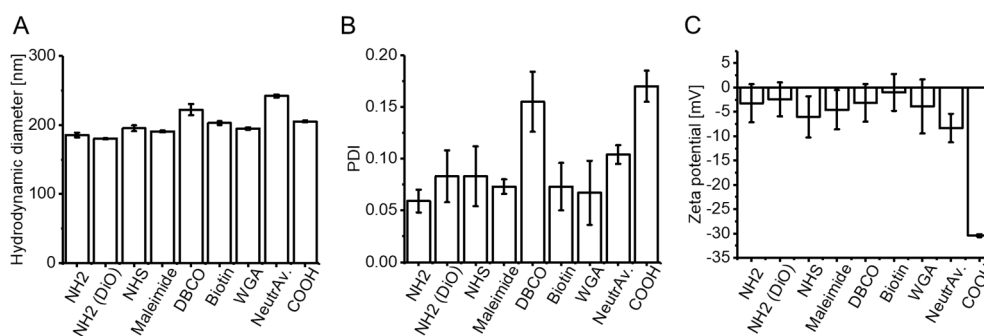 A
Hydrodynamic diameter [nm]
300
200
100
0
NH2
NH2 (DiO)
NHS
Maleimide
DBCO
Biotin
WGA
NeutrAv.
COOH
B
PDI
0.20
0.15
0.10
0.05
0.00
NH2
NH2 (DiO)
NHS
Maleimide
DBCO
Biotin
WGA
NeutrAv.
COOH
C
Zeta potential [mV]
5
0
-5
-10
-15
-20
-25
-30
-35
NH2
NH2 (DiO)
NHS
Maleimide
DBCO
Biotin
WGA
NeutrAv.
COOH